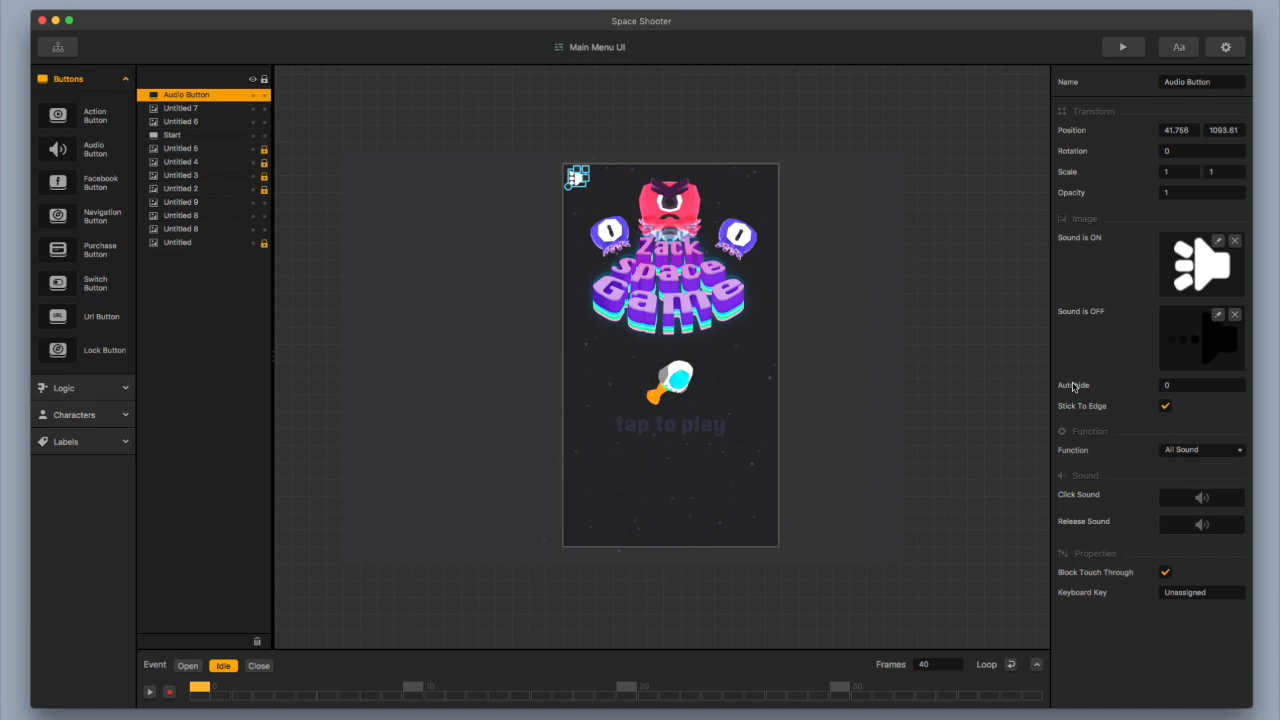 Space Shooter
Main Menu UI
Aa
Buttons
Action Button
Audio Button
Facebook Button
Navigation Button
Purchase Button
Switch Button
URL
Url Button
Lock Button
Logic
Characters
Labels
Audio Button
Untitled 7
Untitled 6
Start
Untitled 5
Untitled 4
Untitled 3
Untitled 2
Untitled 9
Untitled 8
Untitled 8
Untitled
Zack
Space
Game
tap to play
Name Audio Button
Transform
Position 41.756 1093.61
Rotation 0
Scale 1 1
Opacity 1
Image
Sound is ON
Sound is OFF
0
Stick To Edge
Function
Function All Sound
Sound
Click Sound
Release Sound
Properties
Block Touch Through
Keyboard Key Unassigned
Event Open Idle Close
Frames 40 Loop
0 10 20 30